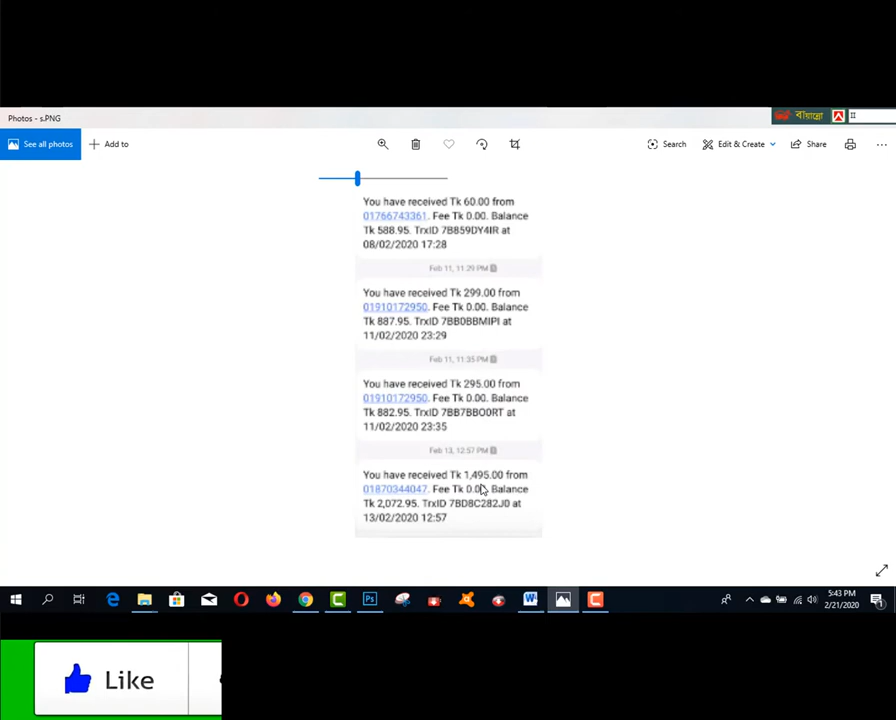 Photos - s.PNG
বায়ান্নো
See all photos
Add to
Search
Edit & Create
Share
You have received Tk 60.00 from
01766743361. Fee Tk 0.00. Balance
Tk 588.95. TrxID 7B859DY4IR at
08/02/2020 17:28
Feb 11, 11:29 PM
You have received Tk 299.00 from
01910172950. Fee Tk 0.00. Balance
Tk 887.95. TrxID 7BB0BBMIPI at
11/02/2020 23:29
Feb 11, 11:35 PM
You have received Tk 295.00 from
01910172950. Fee Tk 0.00. Balance
Tk 882.95. TrxID 7BB7BBO0RT at
11/02/2020 23:35
Feb 13, 12:57 PM
You have received Tk 1,495.00 from
01870344047. Fee Tk 0.00. Balance
Tk 2,072.95. TrxID 7BD8C282J0 at
13/02/2020 12:57
5:43 PM
2/21/2020
Like